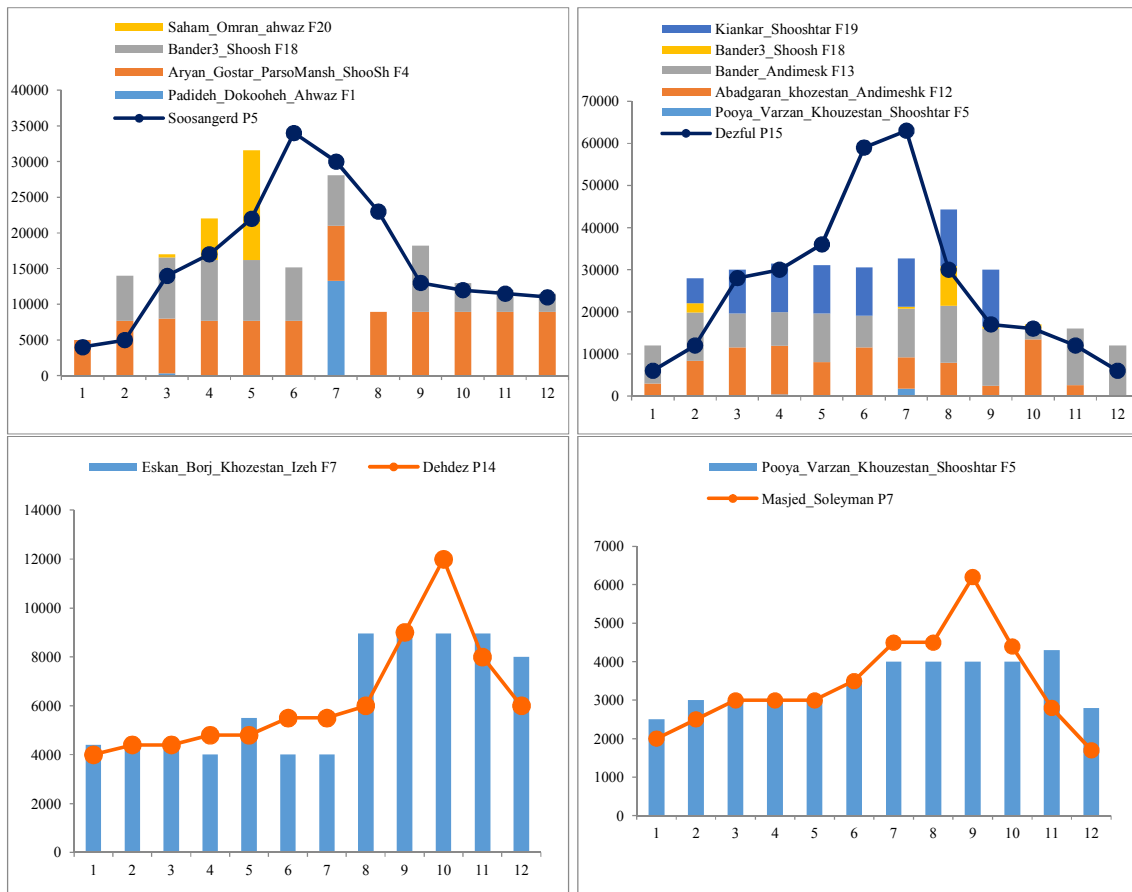 Saham_Omran_ahwaz F20
Bander3_Shoosh F18
Aryan_Gostar_ParsoMansh_ShooSh F4
Padideh_Dokooheh_Ahwaz F1
Soosangerd P5
40000
35000
30000
25000
20000
15000
10000
5000
0
1 2 3 4 5 6 7 8 9 10 11 12
Kiankar_Shooshtar F19
Bander3_Shoosh F18
Bander_Andimesk F13
Abadgaran_khozestan_Andimeshk F12
Pooya_Varzan_Khouzestan_Shooshtar F5
Dezful P15
70000
60000
50000
40000
30000
20000
10000
0
1 2 3 4 5 6 7 8 9 10 11 12
Eskan_Borj_Khozestan_Izeh F7 Dehdez P14
14000
12000
10000
8000
6000
4000
2000
0
1 2 3 4 5 6 7 8 9 10 11 12
Pooya_Varzan_Khouzestan_Shooshtar F5
Masjed_Soleyman P7
7000
6000
5000
4000
3000
2000
1000
0
1 2 3 4 5 6 7 8 9 10 11 12